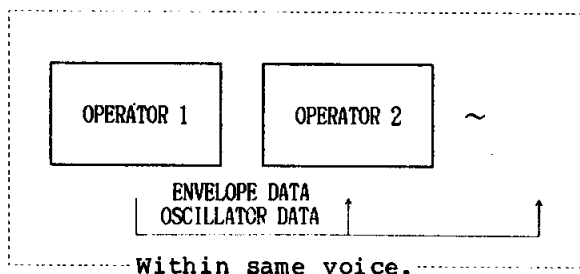 OPERATOR 1
OPERATOR 2
~
ENVELOPE DATA
OSCILLATOR DATA
Within same voice.